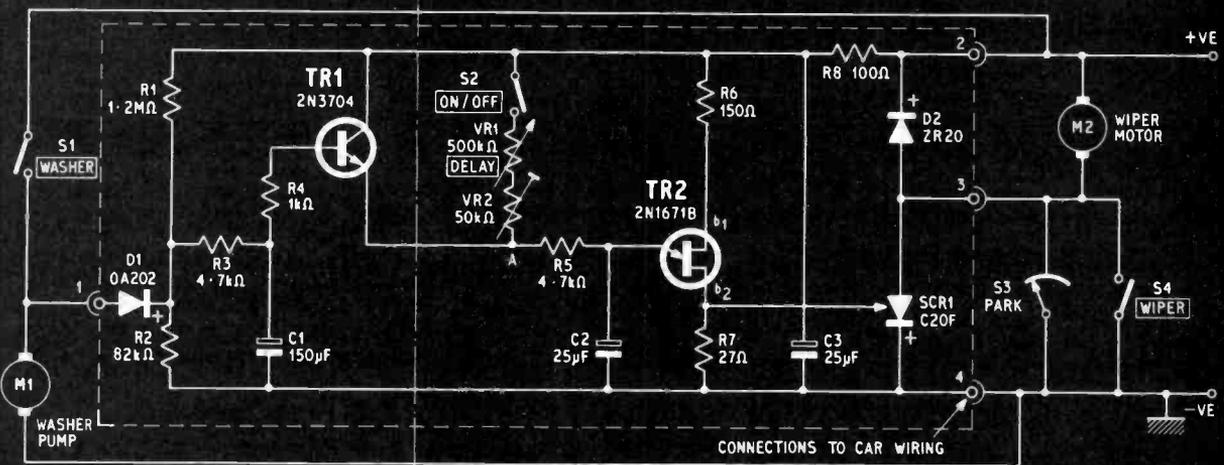 S1
WASHER
M1
WASHER
PUMP
1
D1
OA202
+
R1
1·2MΩ
R2
82kΩ
R3
4·7kΩ
R4
1kΩ
C1
150μF
TR1
2N3704
S2
ON/OFF
VR1
500kΩ
DELAY
VR2
50kΩ
A
R5
4·7kΩ
C2
25μF
TR2
2N1671B
b1
b2
R6
150Ω
R7
27Ω
C3
25μF
R8 100Ω
+
D2
ZR20
SCR1
C20F
+
2
3
4
M2
WIPER
MOTOR
S3
PARK
S4
WIPER
+VE
-VE
CONNECTIONS TO CAR WIRING